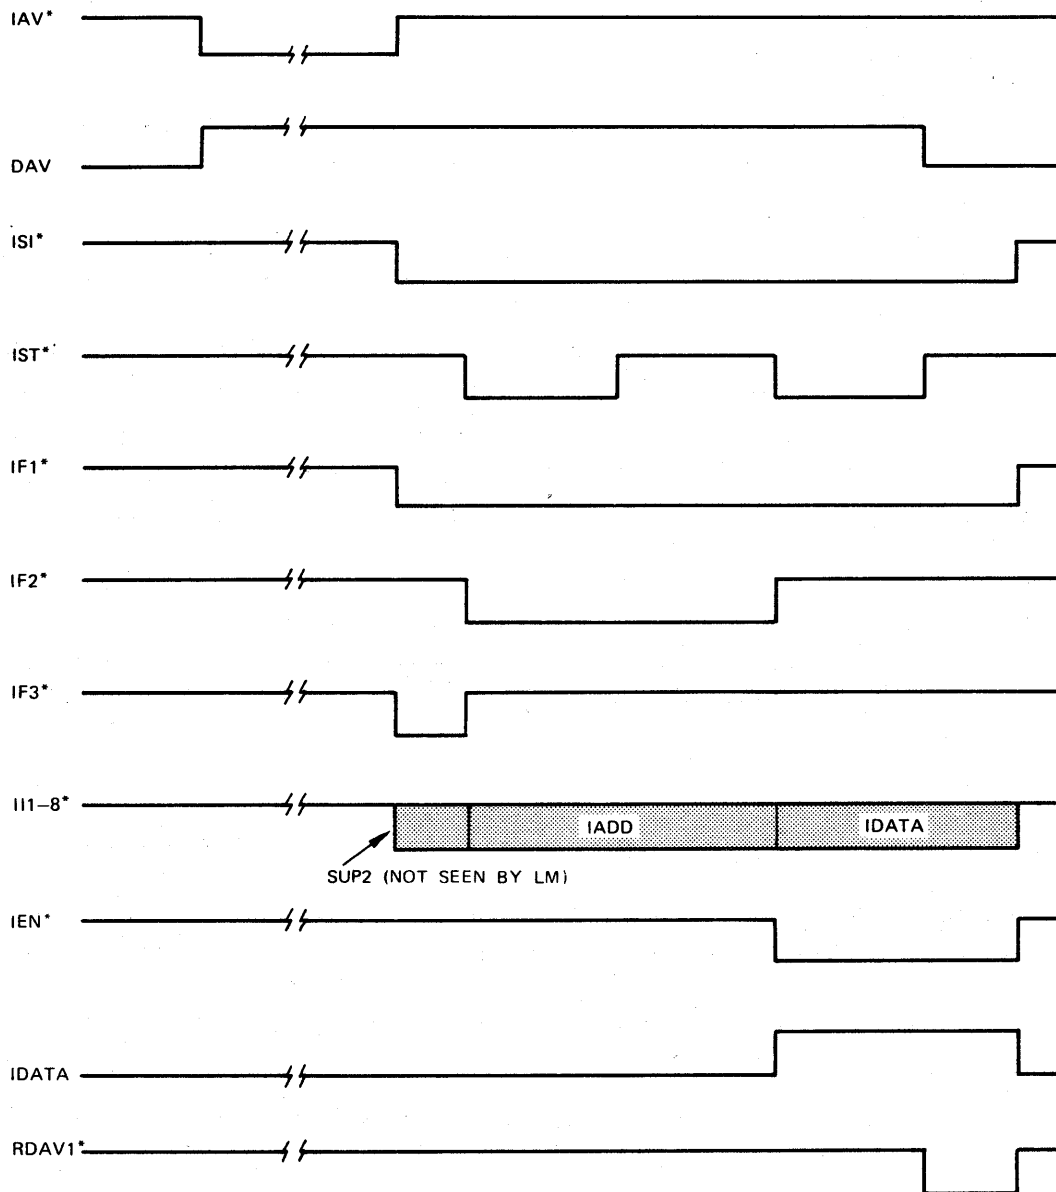 IAV*
DAV
ISI*
IST*
IF1*
IF2*
IF3*
II1–8*
IADD
IDATA
SUP2 (NOT SEEN BY LM)
IEN*
IDATA
RDAV1*